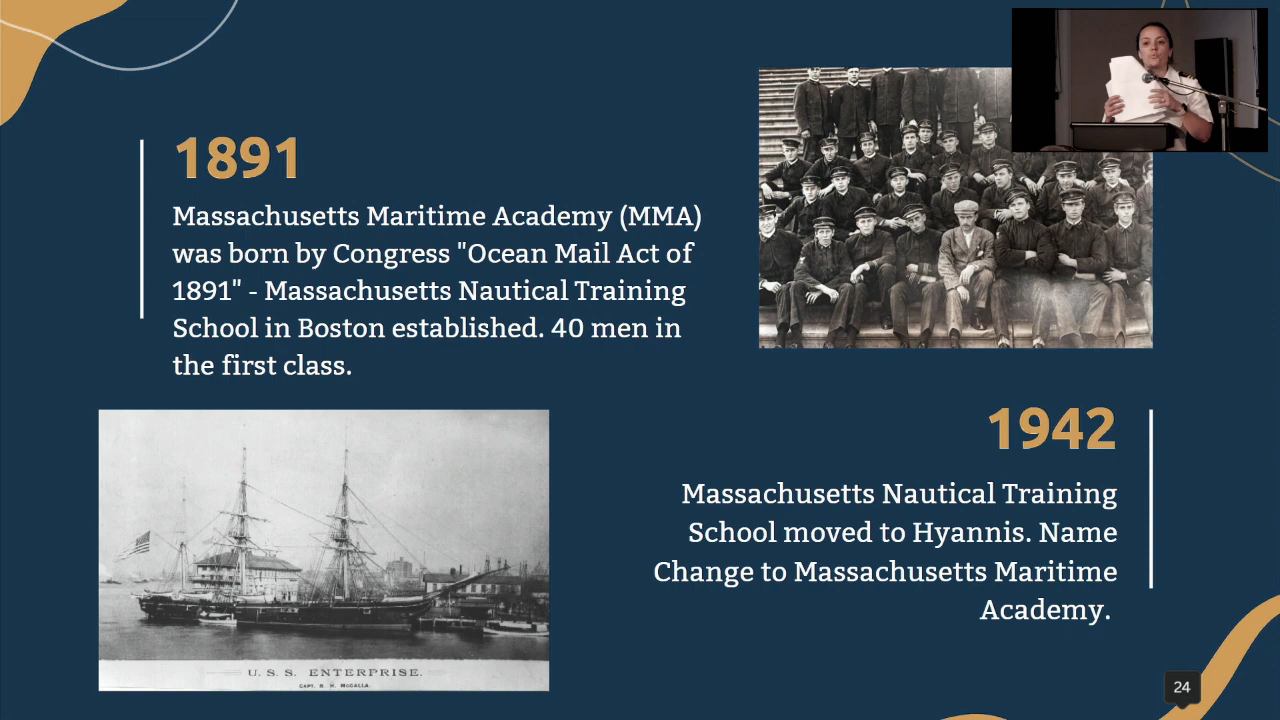 1891
Massachusetts Maritime Academy (MMA)
was born by Congress "Ocean Mail Act of
1891" - Massachusetts Nautical Training
School in Boston established. 40 men in
the first class.
1942
Massachusetts Nautical Training
School moved to Hyannis. Name
Change to Massachusetts Maritime
Academy.
U. S. S. ENTERPRISE.
CAPT. B. H. McCALLA.
24